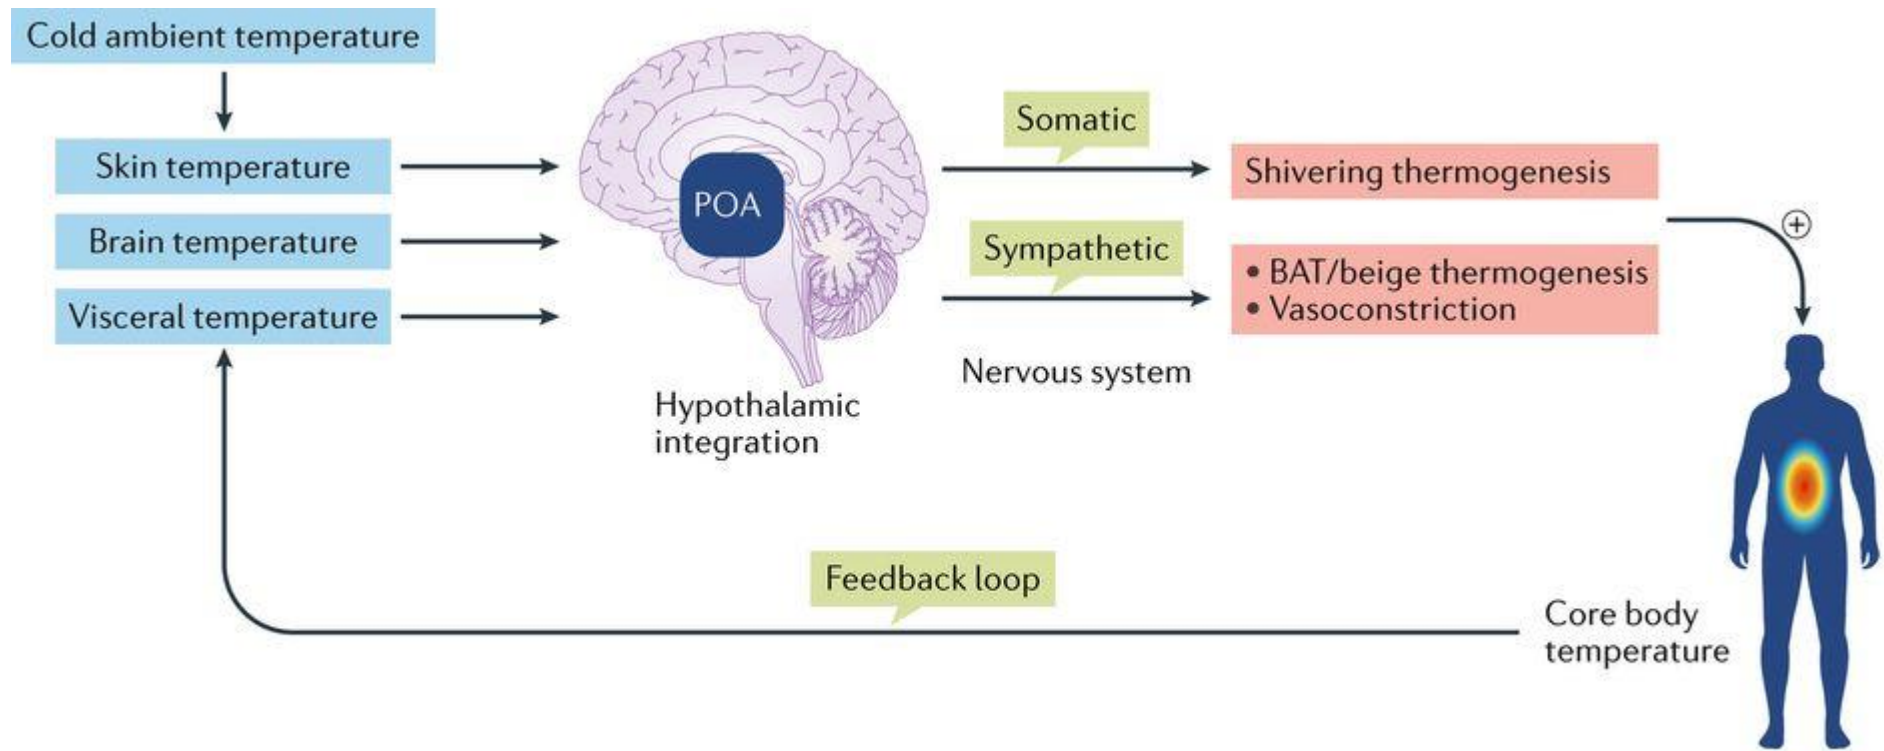 Cold ambient temperature
Skin temperature
Brain temperature
Visceral temperature
POA
Hypothalamic
integration
Somatic
Sympathetic
Nervous system
Shivering thermogenesis
• BAT/beige thermogenesis
• Vasoconstriction
+
Feedback loop
Core body
temperature